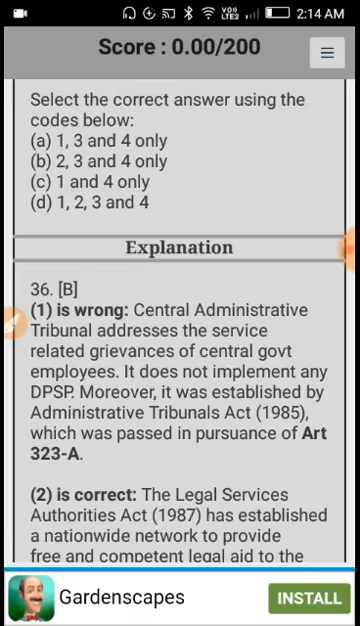 VoII
LTE2
2:14 AM
Score : 0.00/200
Select the correct answer using the
codes below:
(a) 1, 3 and 4 only
(b) 2, 3 and 4 only
(c) 1 and 4 only
(d) 1, 2, 3 and 4
Explanation
36. [B]
(1) is wrong: Central Administrative
Tribunal addresses the service
related grievances of central govt
employees. It does not implement any
DPSP. Moreover, it was established by
Administrative Tribunals Act (1985),
which was passed in pursuance of Art
323-A.
(2) is correct: The Legal Services
Authorities Act (1987) has established
a nationwide network to provide
free and competent legal aid to the
Gardenscapes
INSTALL